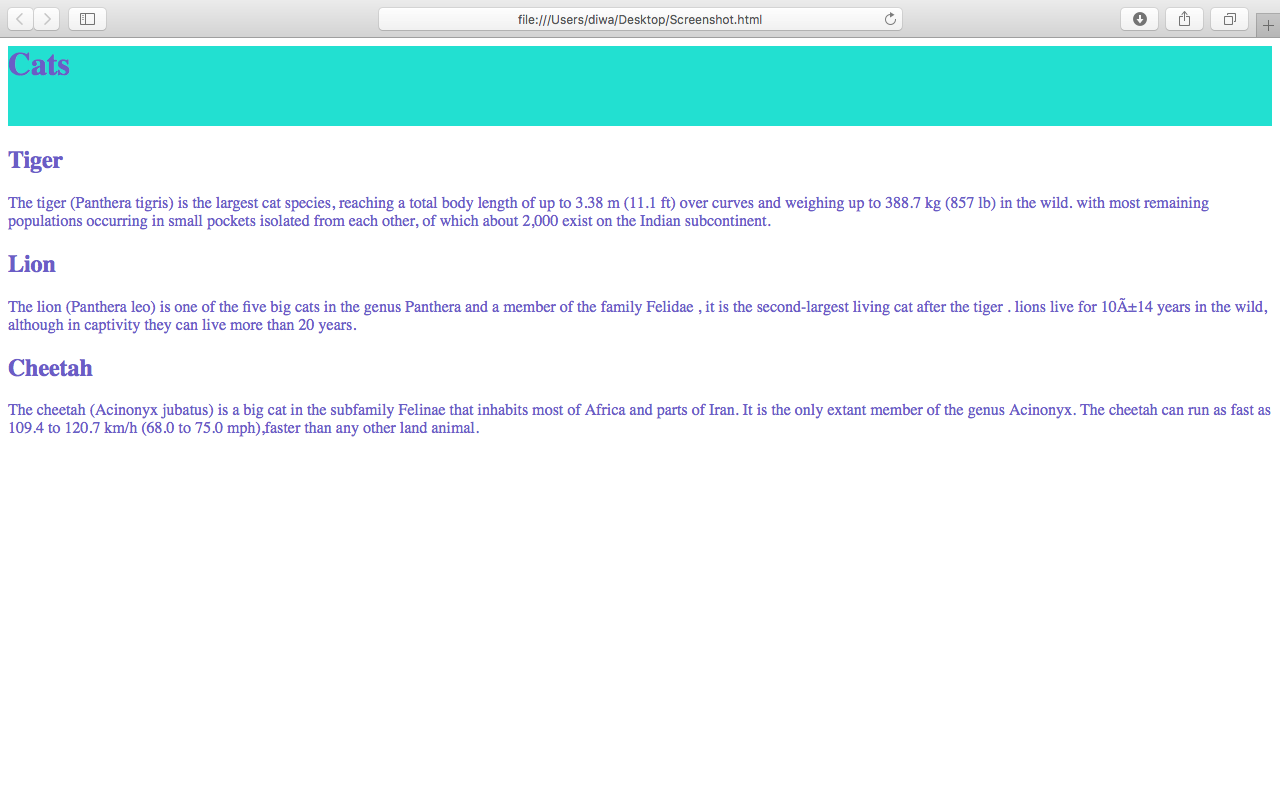 file:///Users/diwa/Desktop/Screenshot.html
Cats
Tiger
The tiger (Panthera tigris) is the largest cat species, reaching a total body length of up to 3.38 m (11.1 ft) over curves and weighing up to 388.7 kg (857 lb) in the wild. with most remaining
populations occurring in small pockets isolated from each other, of which about 2,000 exist on the Indian subcontinent.
Lion
The lion (Panthera leo) is one of the five big cats in the genus Panthera and a member of the family Felidae , it is the second-largest living cat after the tiger . lions live for 10Ã±14 years in the wild,
although in captivity they can live more than 20 years.
Cheetah
The cheetah (Acinonyx jubatus) is a big cat in the subfamily Felinae that inhabits most of Africa and parts of Iran. It is the only extant member of the genus Acinonyx. The cheetah can run as fast as
109.4 to 120.7 km/h (68.0 to 75.0 mph),faster than any other land animal.